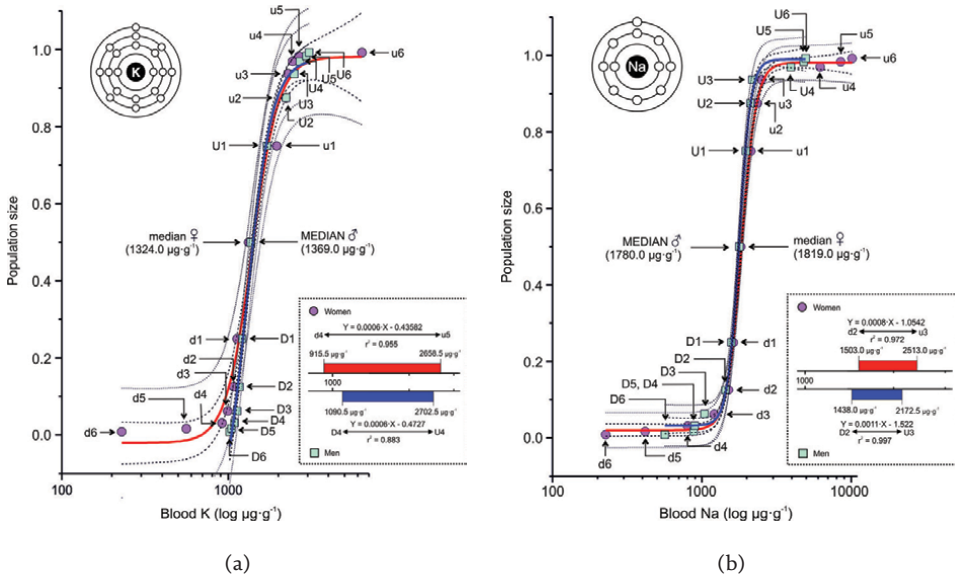 K
u5
u4
U6
u6
u3
U5
U4
u2
U3
U2
U1
u1
median ♀
(1324.0 µg·g⁻¹)
MEDIAN ♂
(1369.0 µg·g⁻¹)
d1
D1
d2
d3
D2
d4
D3
d5
D4
d6
D5
D6
Women
Y = 0.0006·X - 0.43582
d4
u5
r² = 0.955
915.5 µg·g⁻¹
2658.5 µg·g⁻¹
1000
1090.5 µg·g⁻¹
2702.5 µg·g⁻¹
Y = 0.0006·X - 0.4727
D4
U4
r² = 0.883
Men
1.0
0.8
0.6
0.4
0.2
0.0
Population size
100
1000
Blood K (log µg·g⁻¹)
(a)
Na
U6
U5
u5
u6
U3
U4
u4
u3
U2
u2
U1
u1
MEDIAN ♂
(1780.0 µg·g⁻¹)
median ♀
(1819.0 µg·g⁻¹)
D1
d1
D2
D3
d2
D5, D4
D6
d3
d4
d5
d6
Women
Y = 0.0008·X - 1.0542
d2
u3
r² = 0.972
1503.0 µg·g⁻¹
2513.0 µg·g⁻¹
1000
1438.0 µg·g⁻¹
2172.5 µg·g⁻¹
Y = 0.0011·X - 1.522
D2
U3
r² = 0.997
Men
1.0
0.8
0.6
0.4
0.2
0.0
Population size
100
1000
10000
Blood Na (log µg·g⁻¹)
(b)